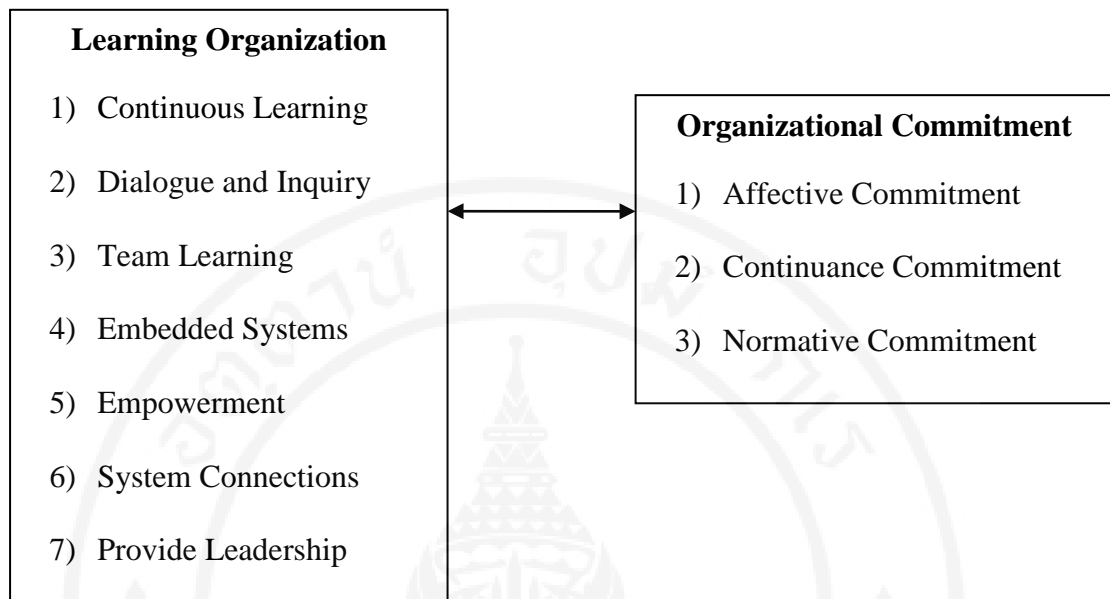 Learning Organization
1) Continuous Learning
2) Dialogue and Inquiry
3) Team Learning
4) Embedded Systems
5) Empowerment
6) System Connections
7) Provide Leadership
Organizational Commitment
1) Affective Commitment
2) Continuance Commitment
3) Normative Commitment